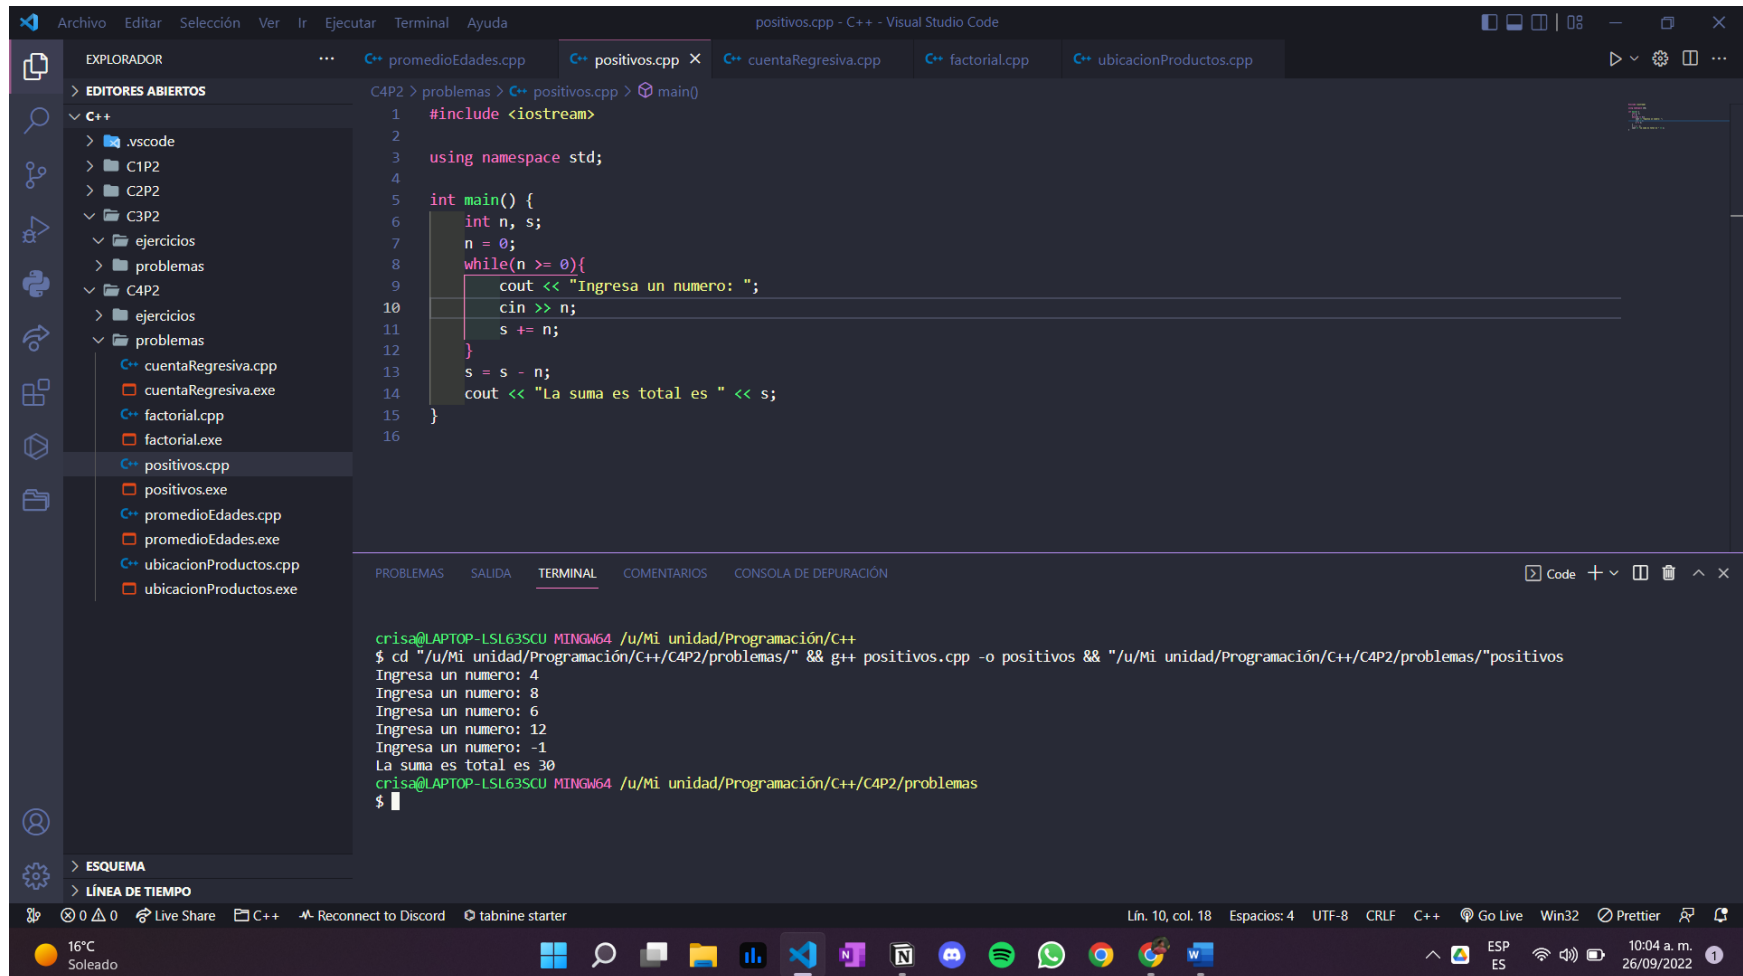 Archivo Editar Selección Ver Ir Ejecutar Terminal Ayuda
positivos.cpp - C++ - Visual Studio Code
EXPLORADOR
promedioEdades.cpp
positivos.cpp
cuentaRegresiva.cpp
factorial.cpp
ubicacionProductos.cpp
EDITORES ABIERTOS
C++
.vscode
C1P2
C2P2
C3P2
ejercicios
problemas
C4P2
ejercicios
problemas
cuentaRegresiva.cpp
cuentaRegresiva.exe
factorial.cpp
factorial.exe
positivos.cpp
positivos.exe
promedioEdades.cpp
promedioEdades.exe
ubicacionProductos.cpp
ubicacionProductos.exe
ESQUEMA
LÍNEA DE TIEMPO
C4P2 > problemas > positivos.cpp > main()
1 #include <iostream>
2
3 using namespace std;
4
5 int main() {
6 int n, s;
7 n = 0;
8 while(n >= 0){
9 cout << "Ingresa un numero: ";
10 cin >> n;
11 s += n;
12 }
13 s = s - n;
14 cout << "La suma es total es " << s;
15 }
16
PROBLEMAS SALIDA TERMINAL COMENTARIOS CONSOLA DE DEPURACIÓN
Code
crisa@LAPTOP-LSL63SCU MINGW64 /u/Mi unidad/Programación/C++
$ cd "/u/Mi unidad/Programación/C++/C4P2/problemas/" && g++ positivos.cpp -o positivos && "/u/Mi unidad/Programación/C++/C4P2/problemas/"positivos
Ingresa un numero: 4
Ingresa un numero: 8
Ingresa un numero: 6
Ingresa un numero: 12
Ingresa un numero: -1
La suma es total es 30
crisa@LAPTOP-LSL63SCU MINGW64 /u/Mi unidad/Programación/C++/C4P2/problemas
$
0 0 Live Share C++ Reconnect to Discord tabnine starter
Lín. 10, col. 18 Espacios: 4 UTF-8 CRLF C++ Go Live Win32 Prettier
16°C
Soleado
ESP
ES
10:04 a. m.
26/09/2022
1